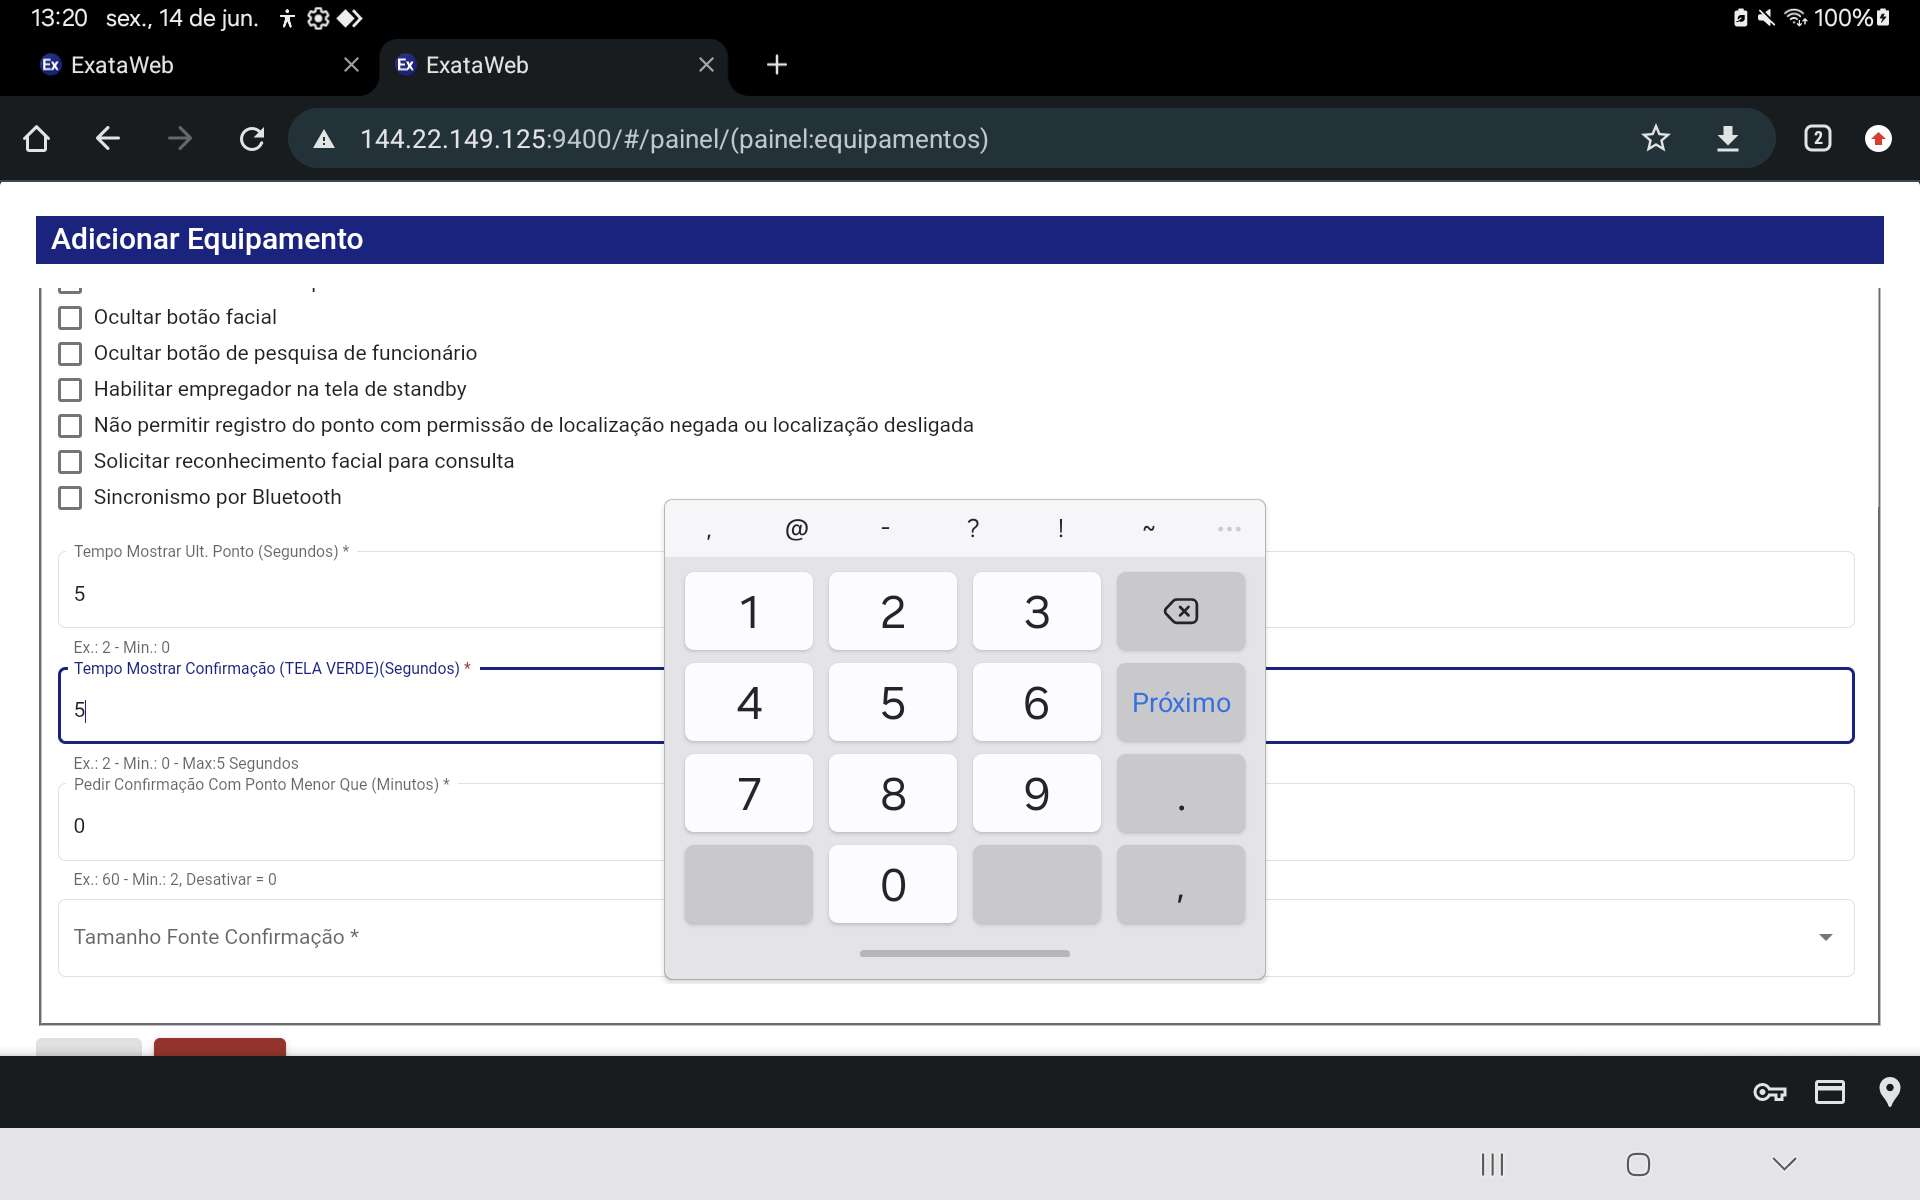 13:20 sex., 14 de jun. 100%
Ex ExataWeb
Ex ExataWeb
144.22.149.125:9400/#/painel/(painel:equipamentos)
2
Adicionar Equipamento
Ocultar botão facial
Ocultar botão de pesquisa de funcionário
Habilitar empregador na tela de standby
Não permitir registro do ponto com permissão de localização negada ou localização desligada
Solicitar reconhecimento facial para consulta
Sincronismo por Bluetooth
Tempo Mostrar Ult. Ponto (Segundos) *
5
Ex.: 2 - Min.: 0
Tempo Mostrar Confirmação (TELA VERDE)(Segundos) *
5
Ex.: 2 - Min.: 0 - Max:5 Segundos
Pedir Confirmação Com Ponto Menor Que (Minutos) *
0
Ex.: 60 - Min.: 2, Desativar = 0
Tamanho Fonte Confirmação *
, @ - ? ! ~ ...
1 2 3
4 5 6 Próximo
7 8 9 .
0 ,